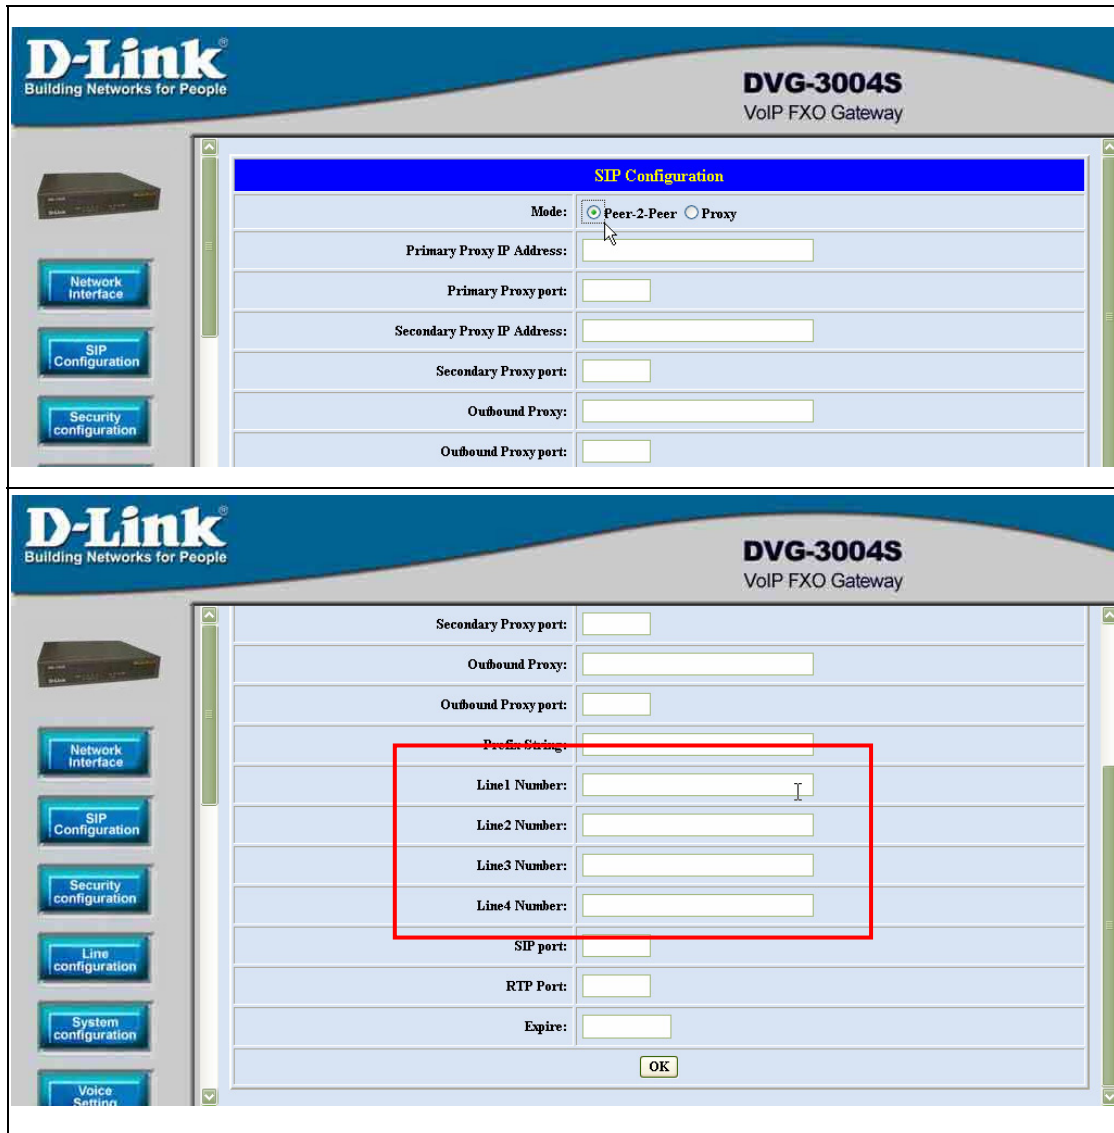 D-Link®
Building Networks for People
DVG-3004S
VoIP FXO Gateway
Network Interface
SIP Configuration
Security configuration
SIP Configuration
Mode: Peer-2-Peer Proxy
Primary Proxy IP Address:
Primary Proxy port:
Secondary Proxy IP Address:
Secondary Proxy port:
Outbound Proxy:
Outbound Proxy port:
D-Link®
Building Networks for People
DVG-3004S
VoIP FXO Gateway
Network Interface
SIP Configuration
Security configuration
Line configuration
System configuration
Voice Setting
Secondary Proxy port:
Outbound Proxy:
Outbound Proxy port:
Prefix String:
Line1 Number:
Line2 Number:
Line3 Number:
Line4 Number:
SIP port:
RTP Port:
Expire:
OK